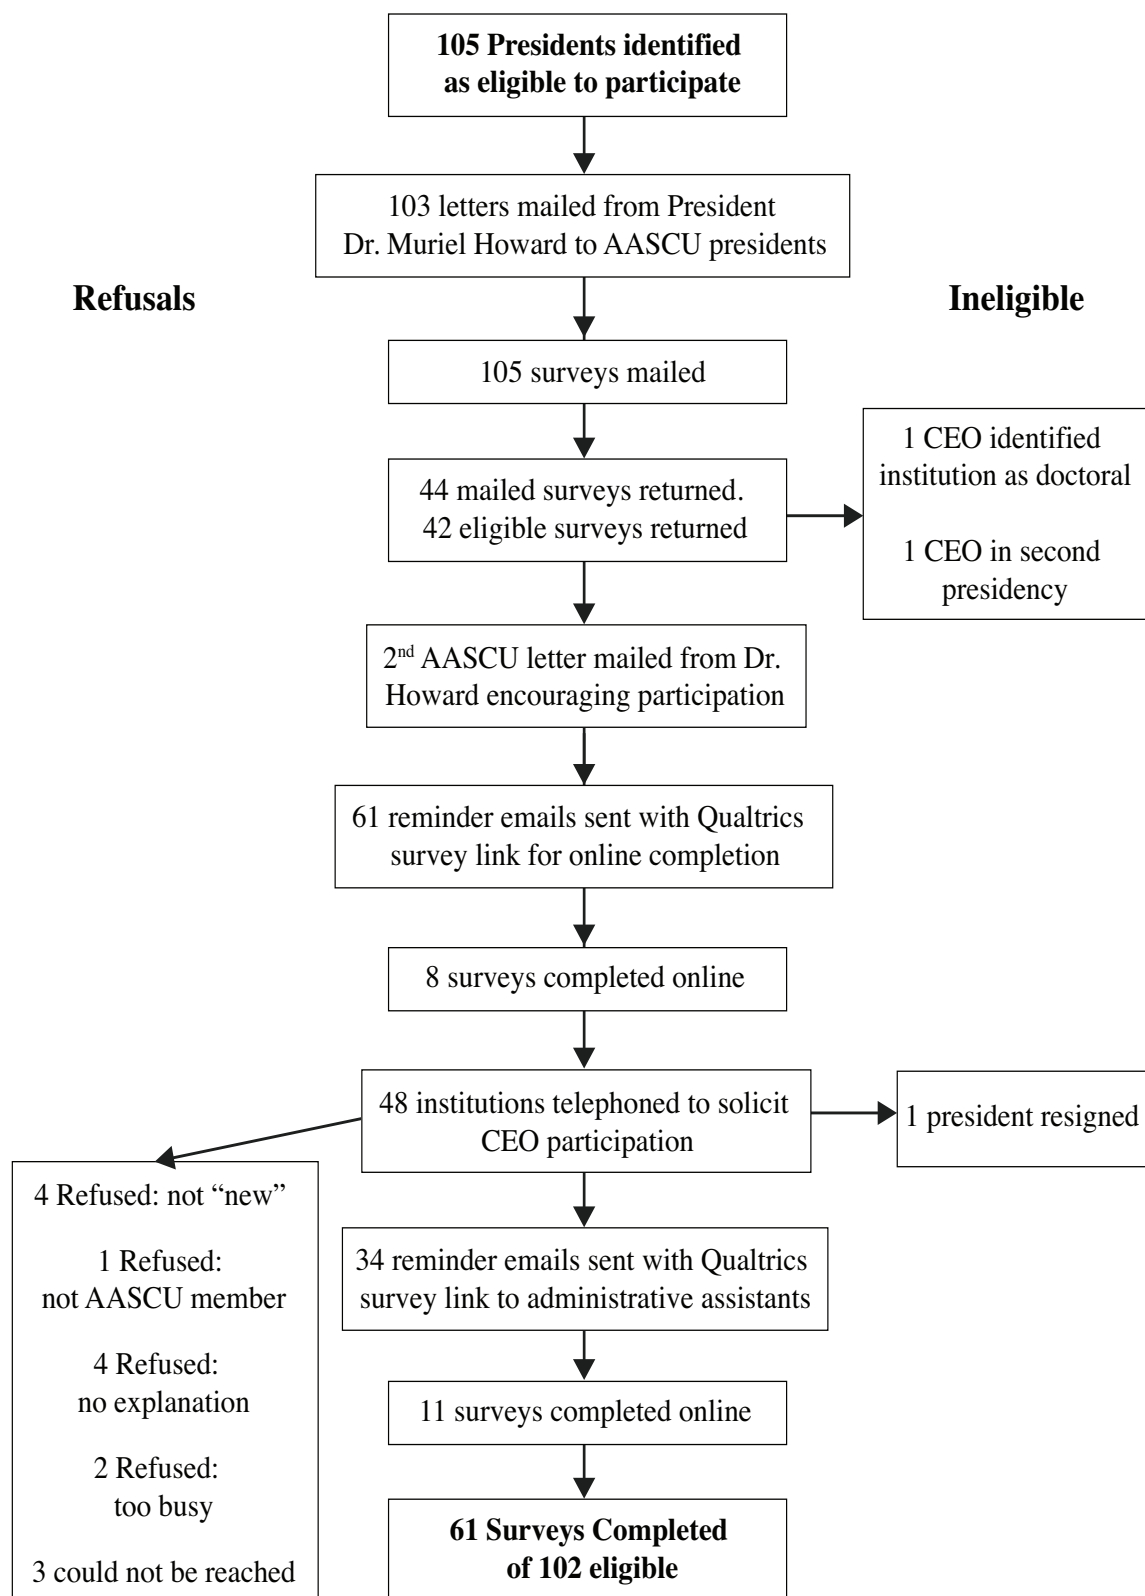 105 Presidents identified
as eligible to participate
103 letters mailed from President
Dr. Muriel Howard to AASCU presidents
Refusals
Ineligible
105 surveys mailed
44 mailed surveys returned.
42 eligible surveys returned
1 CEO identified
institution as doctoral
1 CEO in second
presidency
2nd AASCU letter mailed from Dr.
Howard encouraging participation
61 reminder emails sent with Qualtrics
survey link for online completion
8 surveys completed online
48 institutions telephoned to solicit
CEO participation
1 president resigned
4 Refused: not “new”
1 Refused:
not AASCU member
4 Refused:
no explanation
2 Refused:
too busy
3 could not be reached
34 reminder emails sent with Qualtrics
survey link to administrative assistants
11 surveys completed online
61 Surveys Completed
of 102 eligible